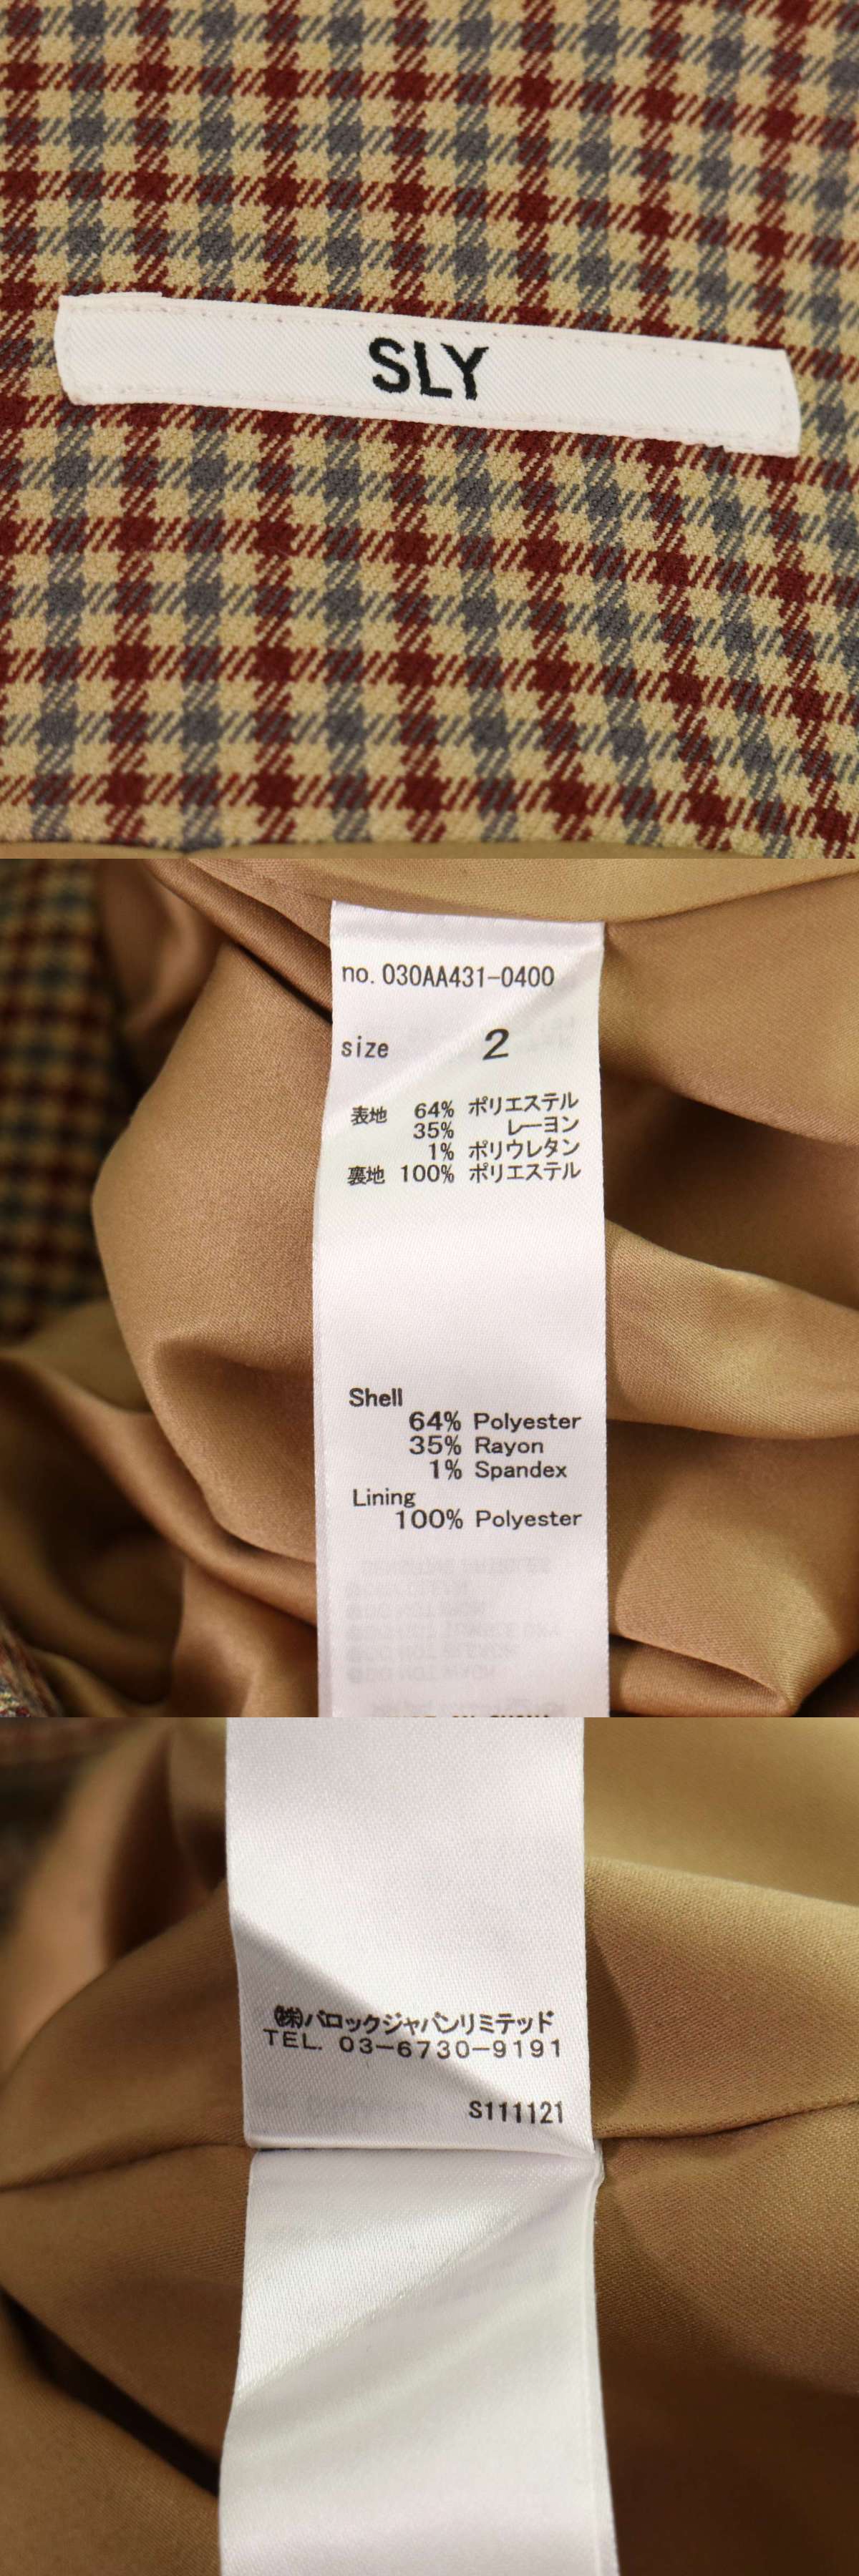 SLY
no. 030AA431-0400
size 2
表地 64% ポリエステル
35% レーヨン
1% ポリウレタン
裏地 100% ポリエステル
Shell
64% Polyester
35% Rayon
1% Spandex
Lining
100% Polyester
㈱バロックジャパンリミテッド
TEL. 03-6730-9191
S111121